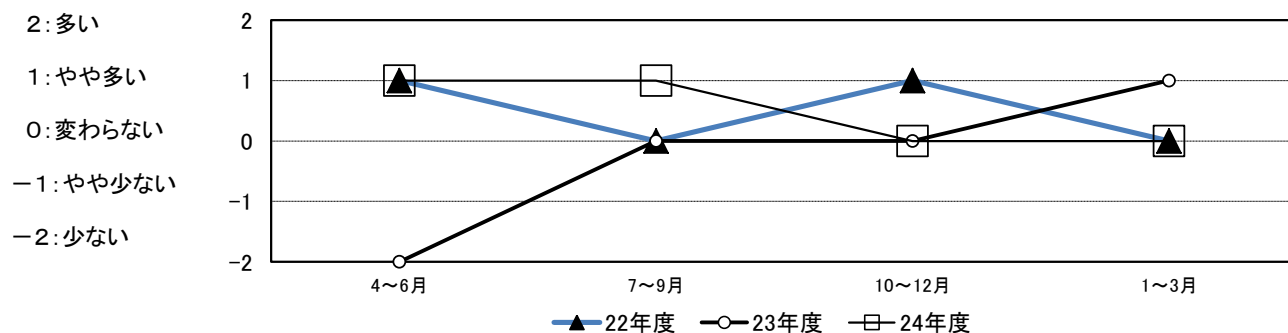 2:多い
1:やや多い
0:変わらない
－1:やや少ない
－2:少ない
2
1
0
-1
-2
4～6月 7～9月 10～12月 1～3月
22年度 23年度 24年度